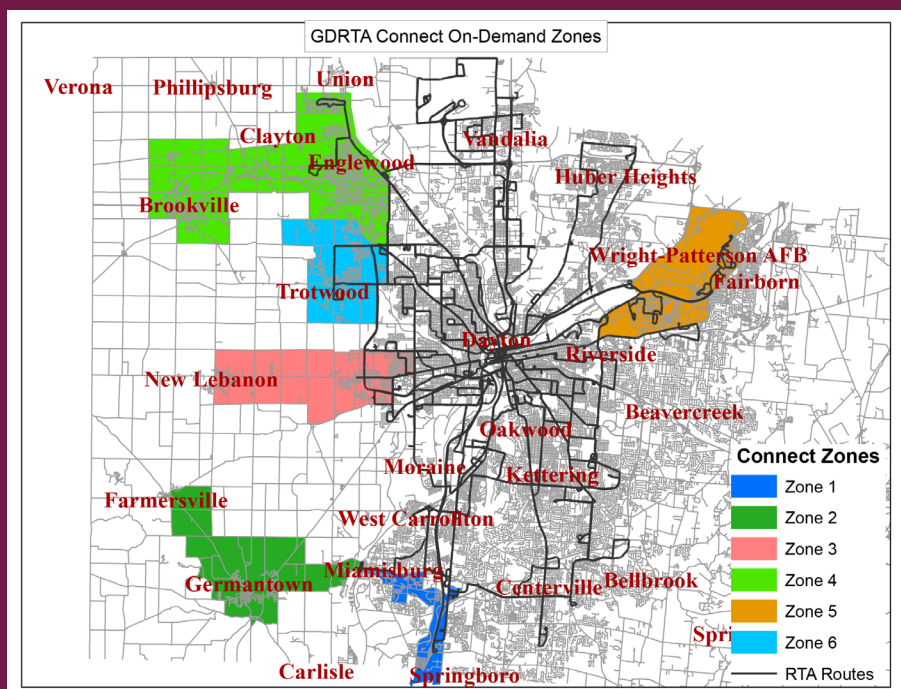 GDRTA Connect On-Demand Zones
Union
Verona
Phillipsburg
Clayton
Vandalia
Englewood
Huber Heights
Brookville
Wright-Patterson AFB
Fairborn
Trotwood
Dayton
Riverside
New Lebanon
Beavercreek
Oakwood
Moraine
Kettering
Farmersville
West Carrollton
Miamisburg
Germantown
Centerville
Bellbrook
Carlisle
Springboro
Spri
Connect Zones
Zone 1
Zone 2
Zone 3
Zone 4
Zone 5
Zone 6
RTA Routes